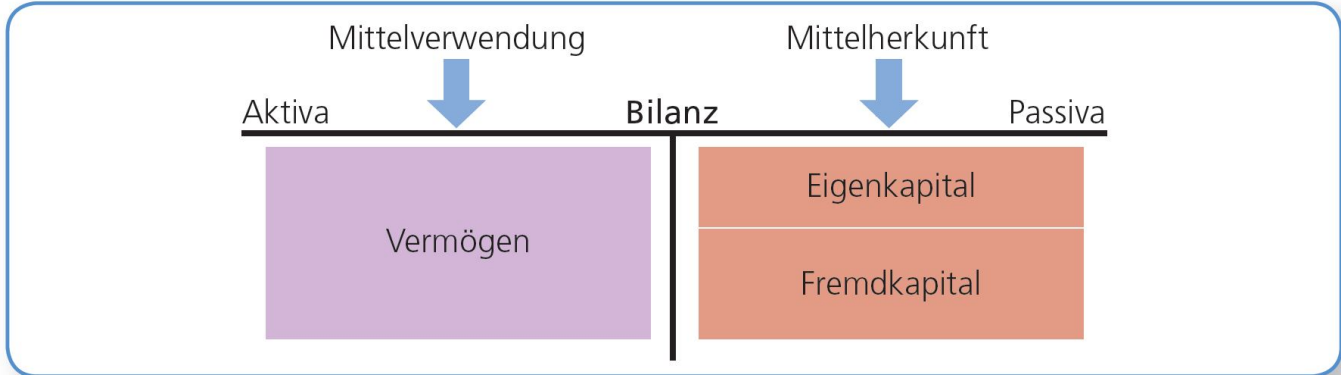 Mittelverwendung Mittelherkunft
Aktiva Bilanz Passiva
Vermögen
Eigenkapital
Fremdkapital